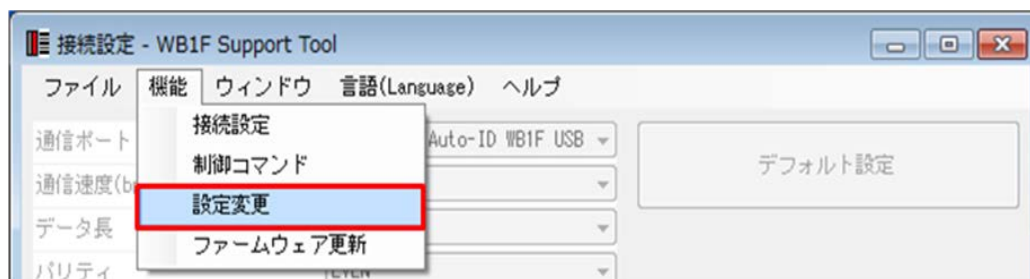 接続設定 - WB1F Support Tool
ファイル 機能 ウィンドウ 言語(Language) ヘルプ
接続設定
通信ポート Auto-ID WB1F USB
デフォルト設定
制御コマンド
通信速度(b
設定変更
データ長
ファームウェア更新
パリティ EVEN